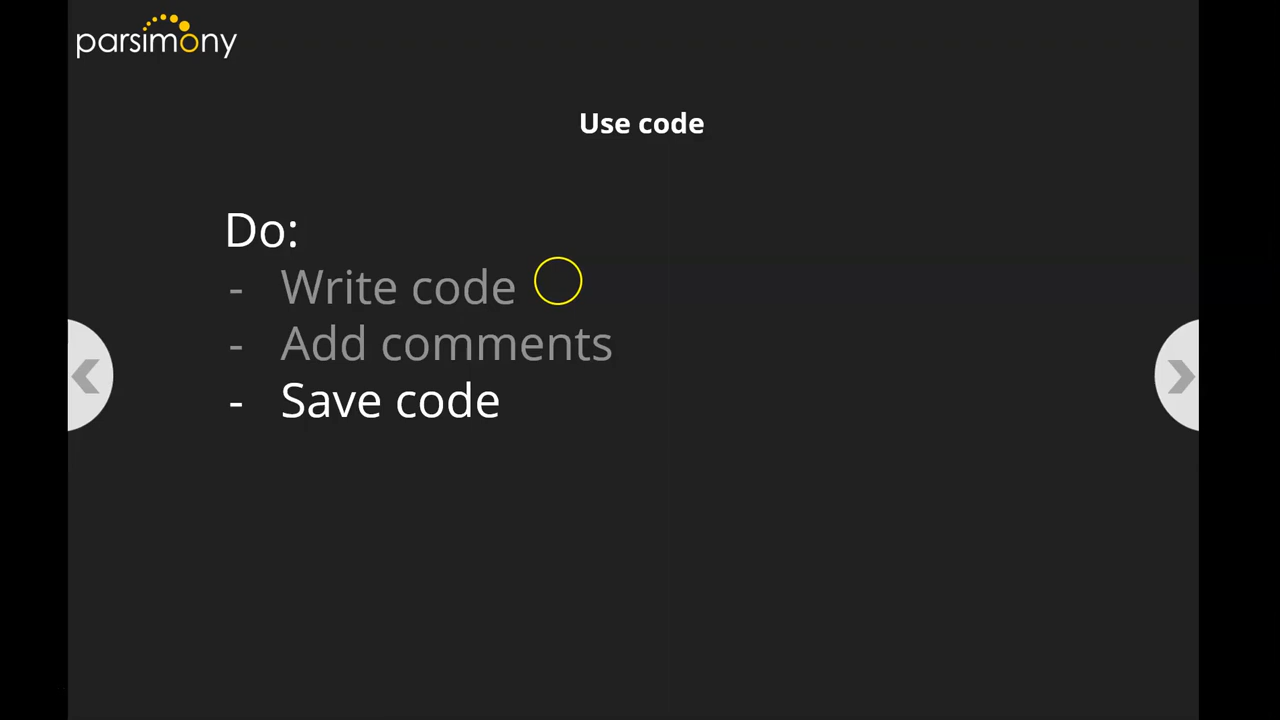 parsimony
Use code
Do:
- Write code
- Add comments
- Save code